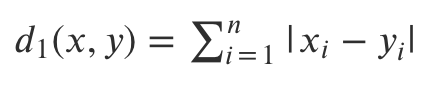 d₁(x, y) = ∑ⁿᵢ₌₁ |xᵢ − yᵢ|